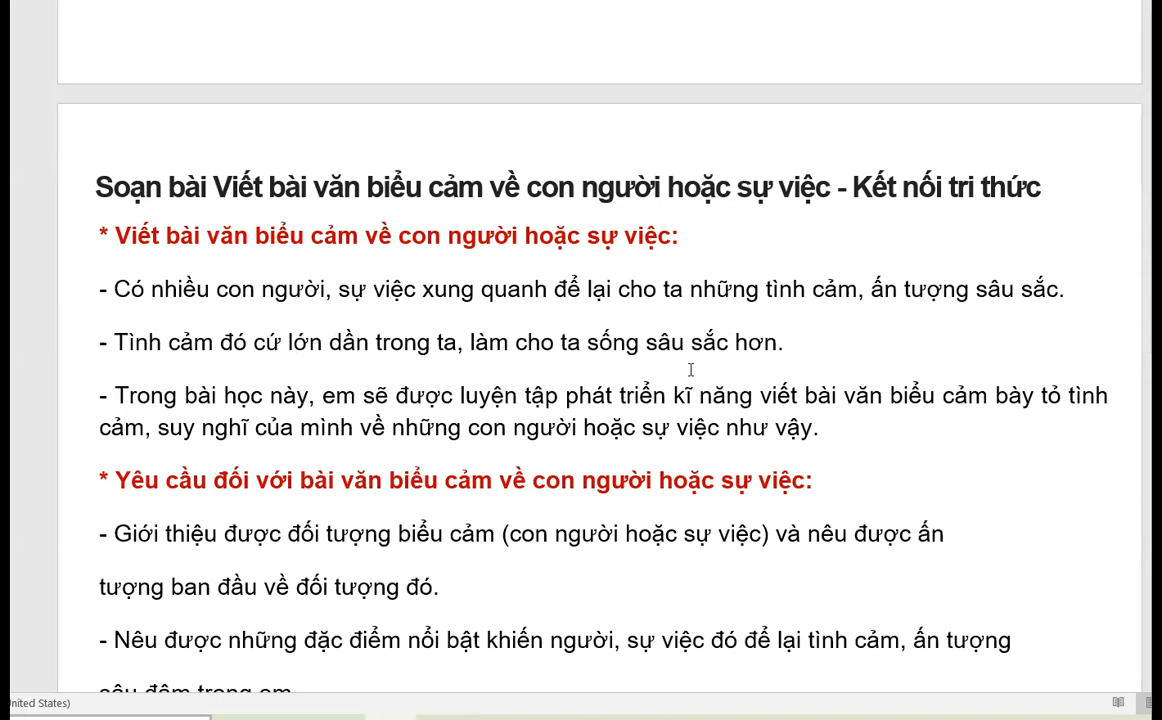 Soạn bài Viết bài văn biểu cảm về con người hoặc sự việc - Kết nối tri thức
* Viết bài văn biểu cảm về con người hoặc sự việc:
- Có nhiều con người, sự việc xung quanh để lại cho ta những tình cảm, ấn tượng sâu sắc.
- Tình cảm đó cứ lớn dần trong ta, làm cho ta sống sâu sắc hơn.
- Trong bài học này, em sẽ được luyện tập phát triển kĩ năng viết bài văn biểu cảm bày tỏ tình
cảm, suy nghĩ của mình về những con người hoặc sự việc như vậy.
* Yêu cầu đối với bài văn biểu cảm về con người hoặc sự việc:
- Giới thiệu được đối tượng biểu cảm (con người hoặc sự việc) và nêu được ấn
tượng ban đầu về đối tượng đó.
- Nêu được những đặc điểm nổi bật khiến người, sự việc đó để lại tình cảm, ấn tượng
sâu đậm trong em
United States)